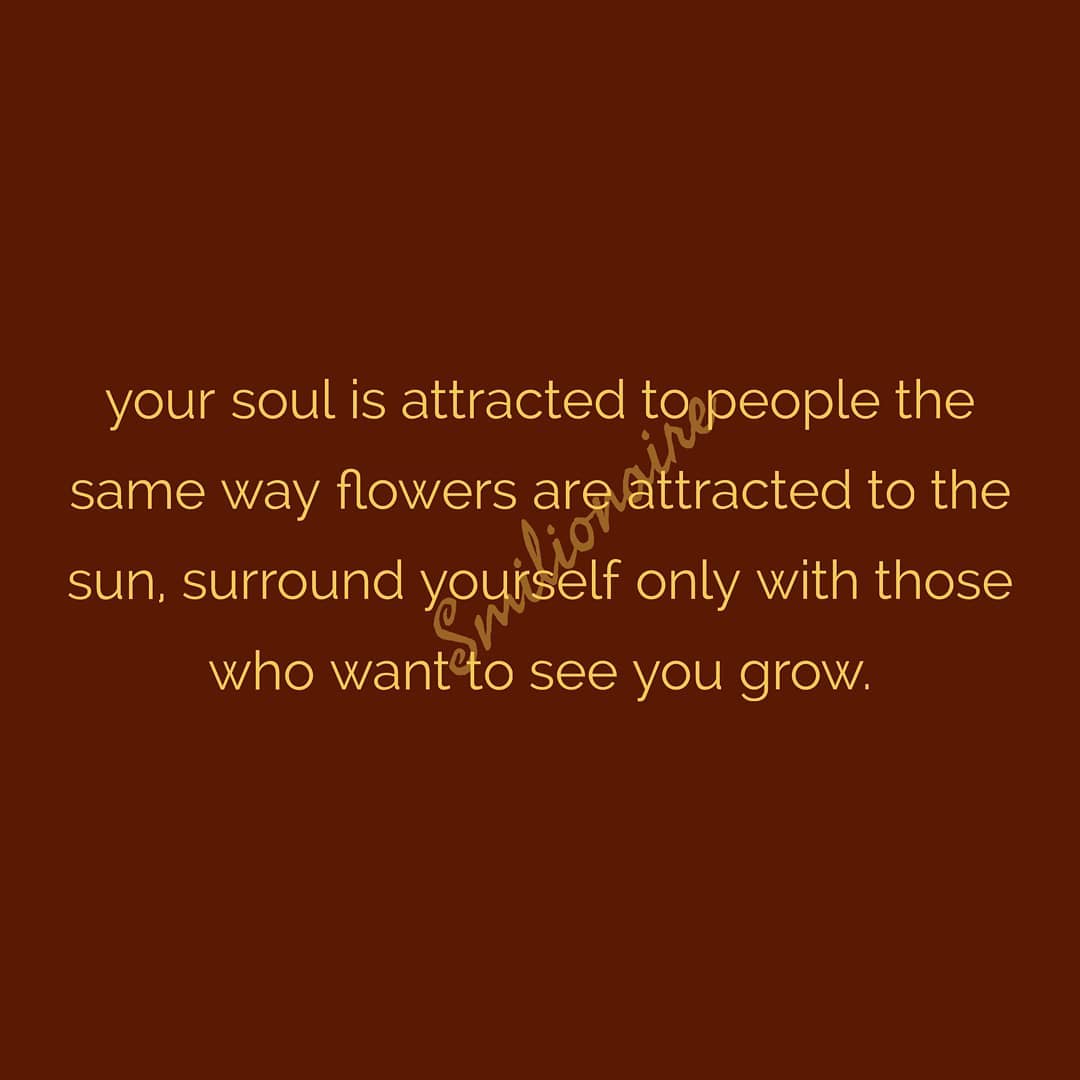 your soul is attracted to people the
same way flowers are attracted to the
sun, surround yourself only with those
who want to see you grow.
Smilionaire